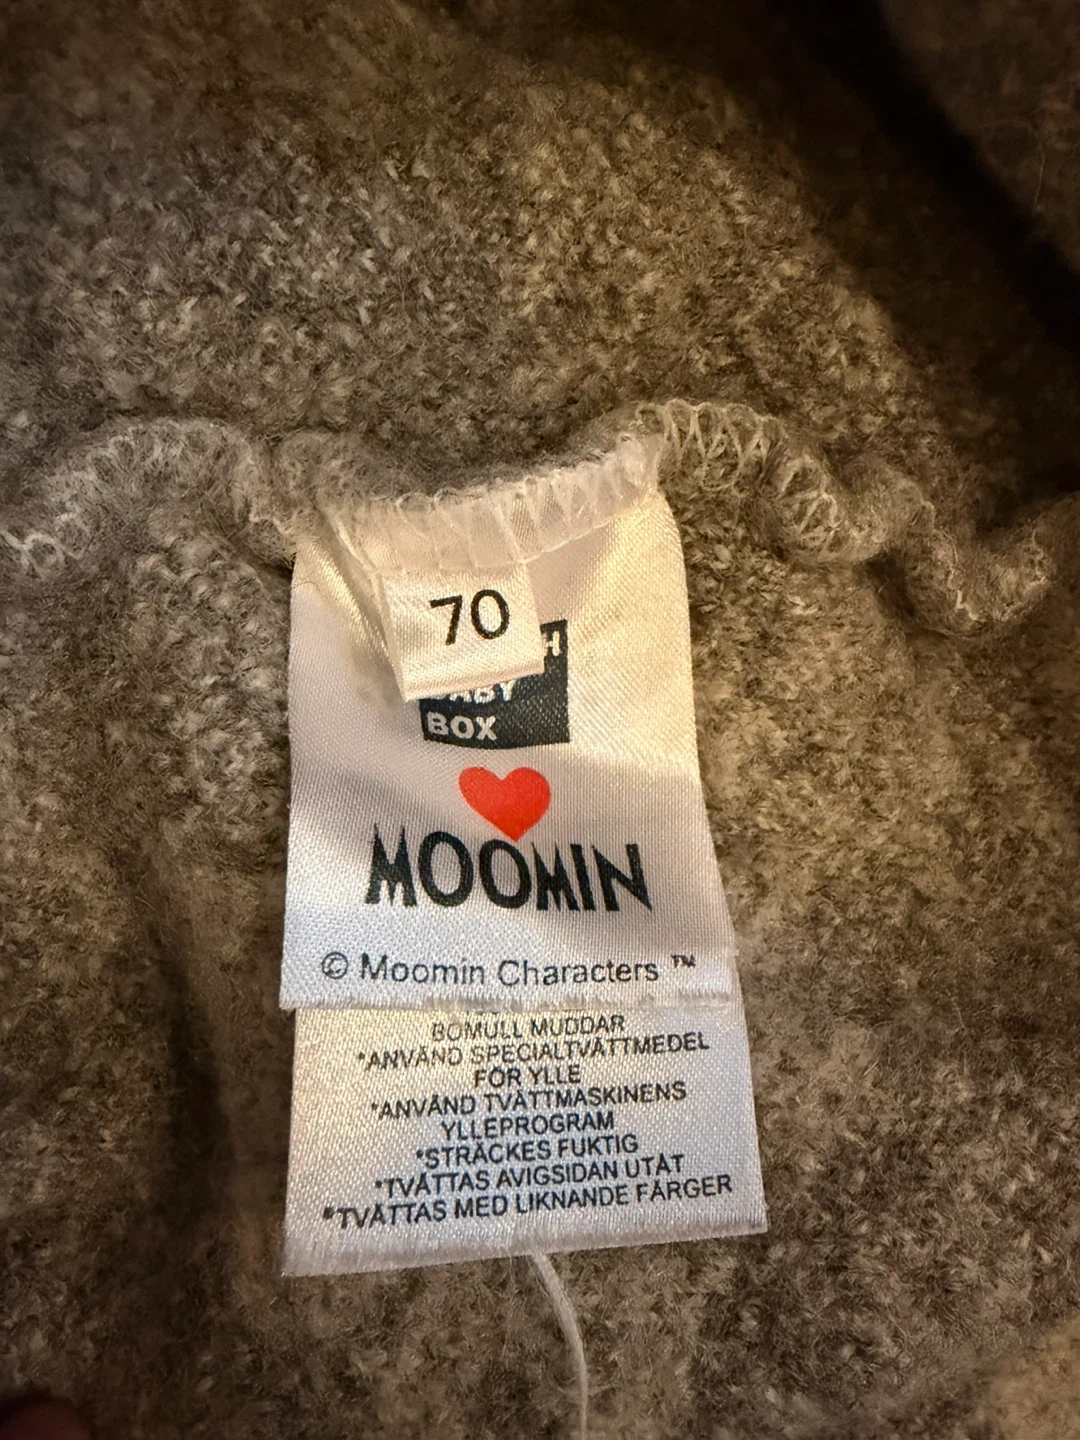 70
H
BABY
BOX
MOOMIN
© Moomin Characters ™
BOMULL MUDDAR
*ANVÄND SPECIALTVÄTTMEDEL
FÖR YLLE
*ANVÄND TVÄTTMASKINENS
YLLEPROGRAM
*STRÄCKES FUKTIG
*TVÄTTAS AVIGSIDAN UTÅT
*TVÄTTAS MED LIKNANDE FÄRGER